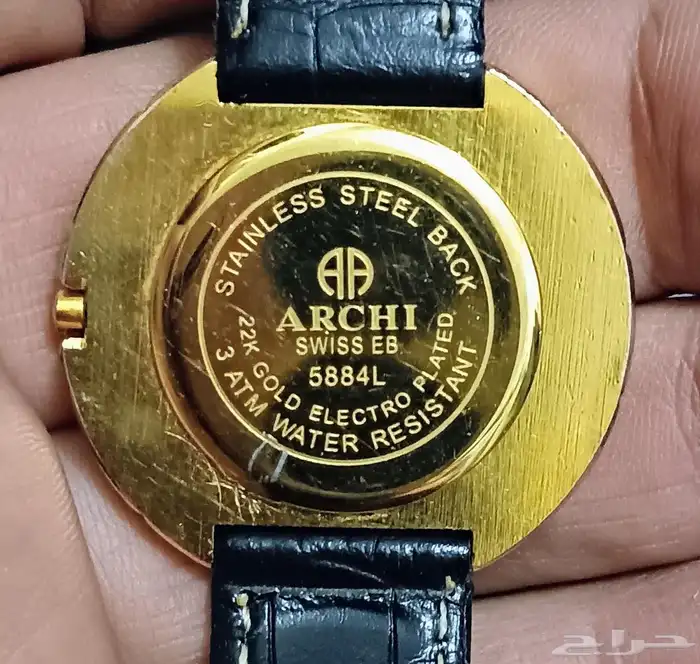 STAINLESS STEEL BACK
AA
ARCHI
SWISS EB
5884L
22K GOLD ELECTRO PLATED
3 ATM WATER RESISTANT
حراج